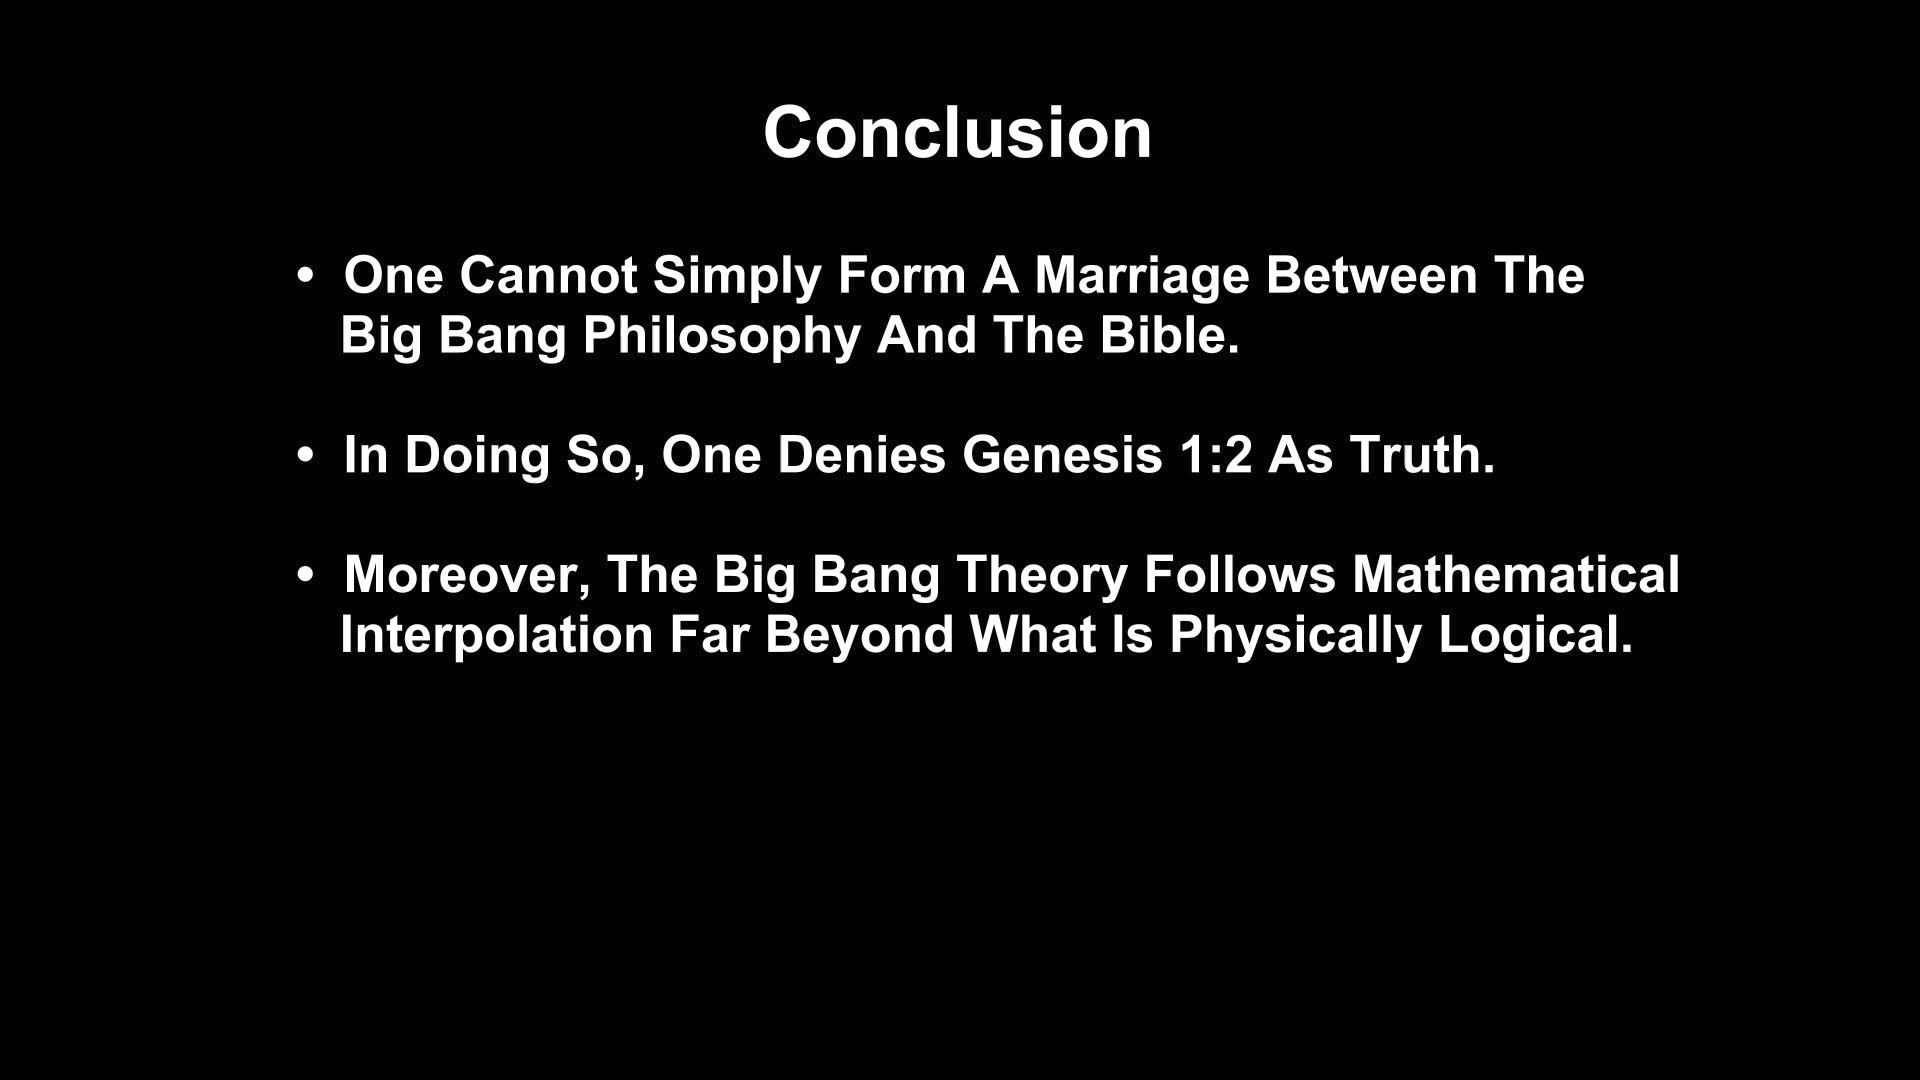 Conclusion
• One Cannot Simply Form A Marriage Between The
Big Bang Philosophy And The Bible.
• In Doing So, One Denies Genesis 1:2 As Truth.
• Moreover, The Big Bang Theory Follows Mathematical
Interpolation Far Beyond What Is Physically Logical.